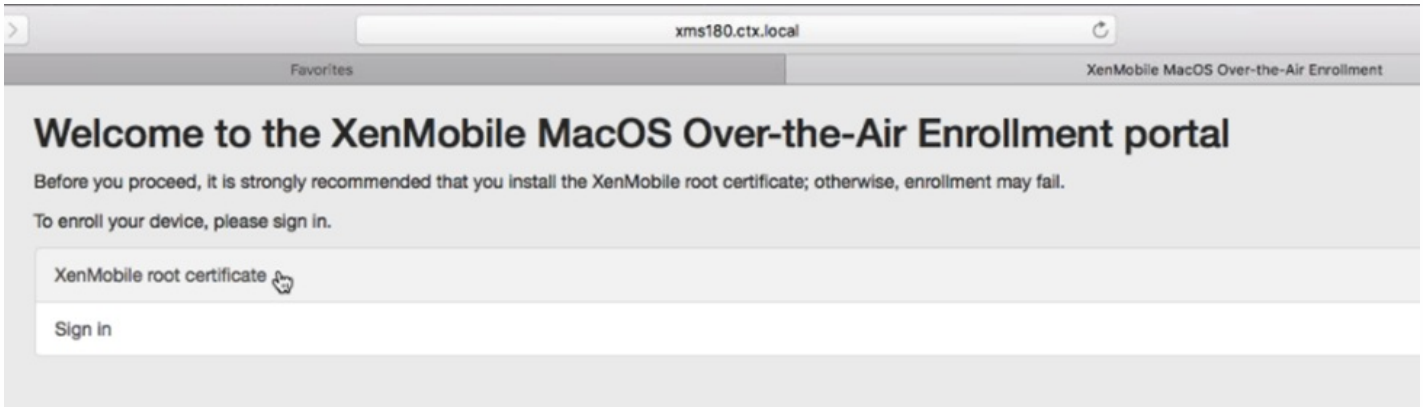 xms180.ctx.local
Favorites
XenMobile MacOS Over-the-Air Enrollment
Welcome to the XenMobile MacOS Over-the-Air Enrollment portal
Before you proceed, it is strongly recommended that you install the XenMobile root certificate; otherwise, enrollment may fail.
To enroll your device, please sign in.
XenMobile root certificate
Sign in